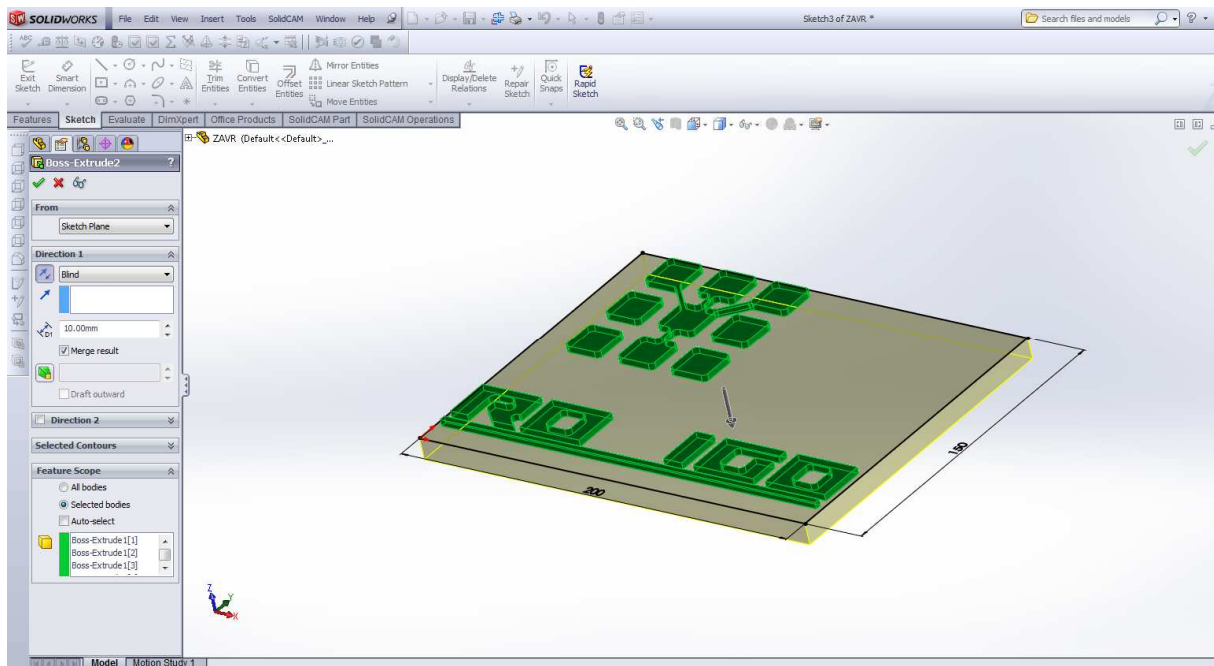 SOLIDWORKS File Edit View Insert Tools SolidCAM Window Help Sketch3 of ZAVR * Search files and models ?
Exit Sketch
Smart Dimension
Trim Entities
Convert Entities
Offset Entities
Mirror Entities
Linear Sketch Pattern
Move Entities
Display/Delete Relations
Repair Sketch
Quick Snaps
Rapid Sketch
Features Sketch Evaluate DimXpert Office Products SolidCAM Part SolidCAM Operations
ZAVR (Default<<Default>_...
Boss-Extrude2 ?
From
Sketch Plane
Direction 1
Blind
D1 10.00mm
Merge result
Draft outward
Direction 2
Selected Contours
Feature Scope
All bodies
Selected bodies
Auto-select
Boss-Extrude1[1]
Boss-Extrude1[2]
Boss-Extrude1[3]
150
200
Z
Y
X
Model Motion Study 1